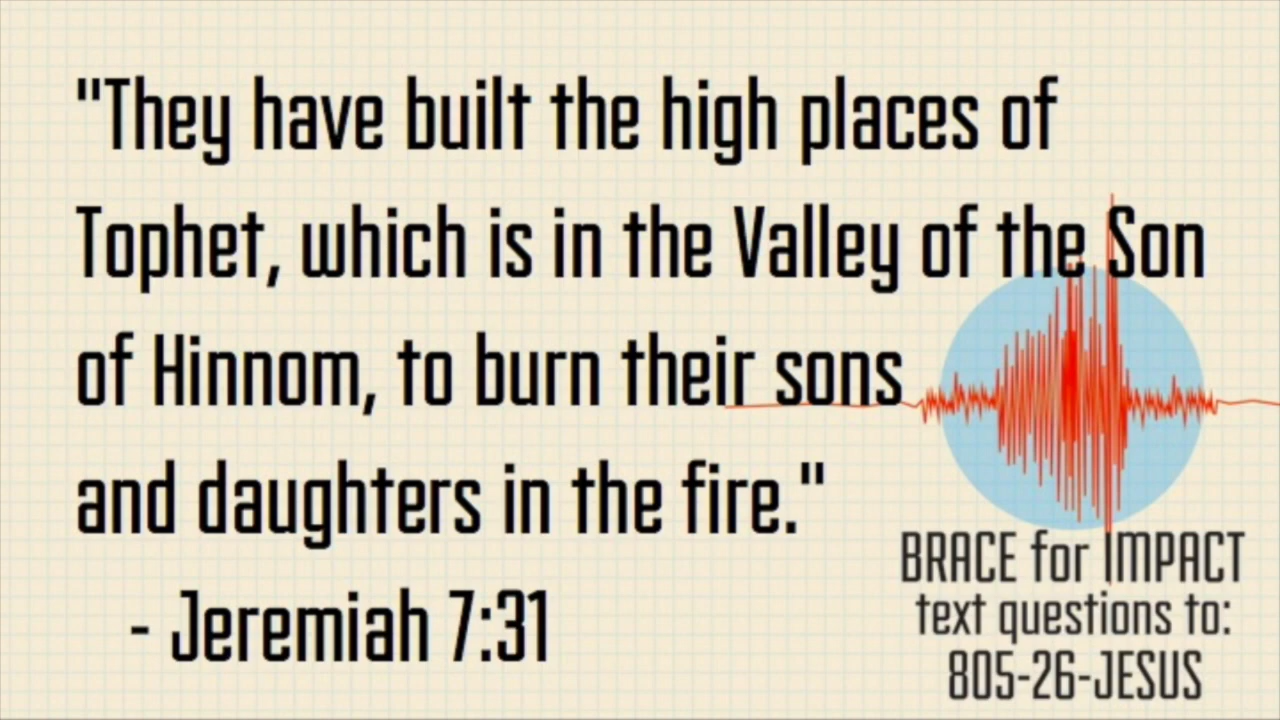 "They have built the high places of
Tophet, which is in the Valley of the Son
of Hinnom, to burn their sons
and daughters in the fire."
- Jeremiah 7:31
BRACE for IMPACT
text questions to:
805-26-JESUS